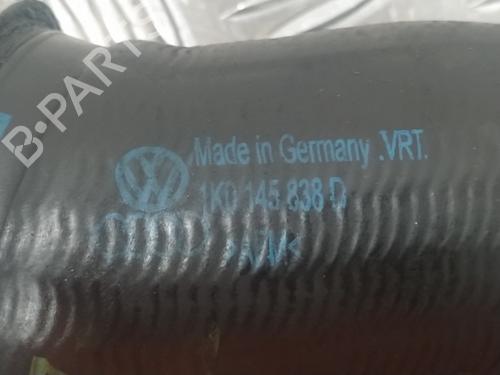 B-PARTS
Made in Germany .VRT.
1K0 145 838 D